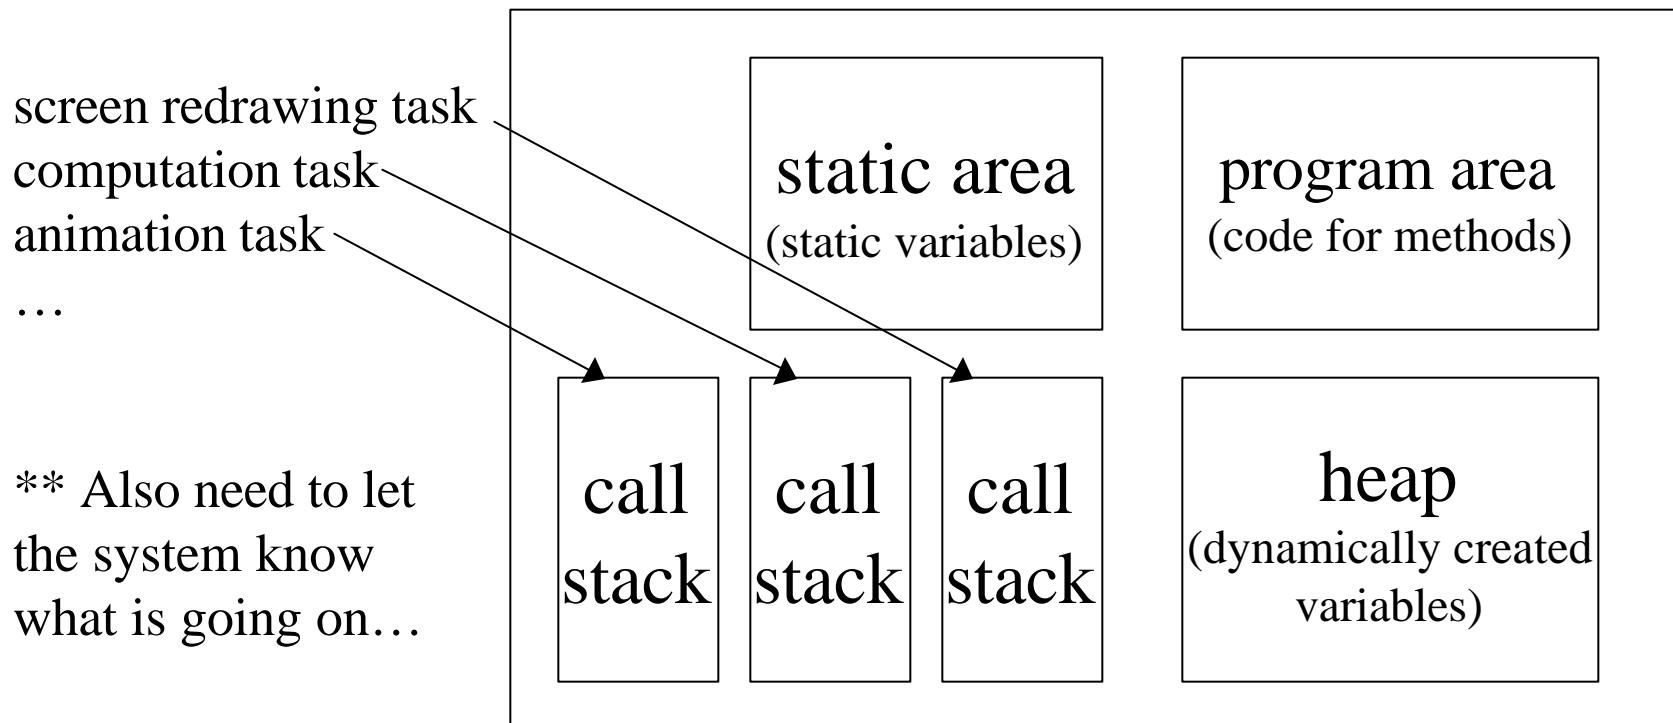 screen redrawing task
computation task
animation task
…
** Also need to let
the system know
what is going on…
static area
(static variables)
program area
(code for methods)
call
stack
call
stack
call
stack
heap
(dynamically created
variables)